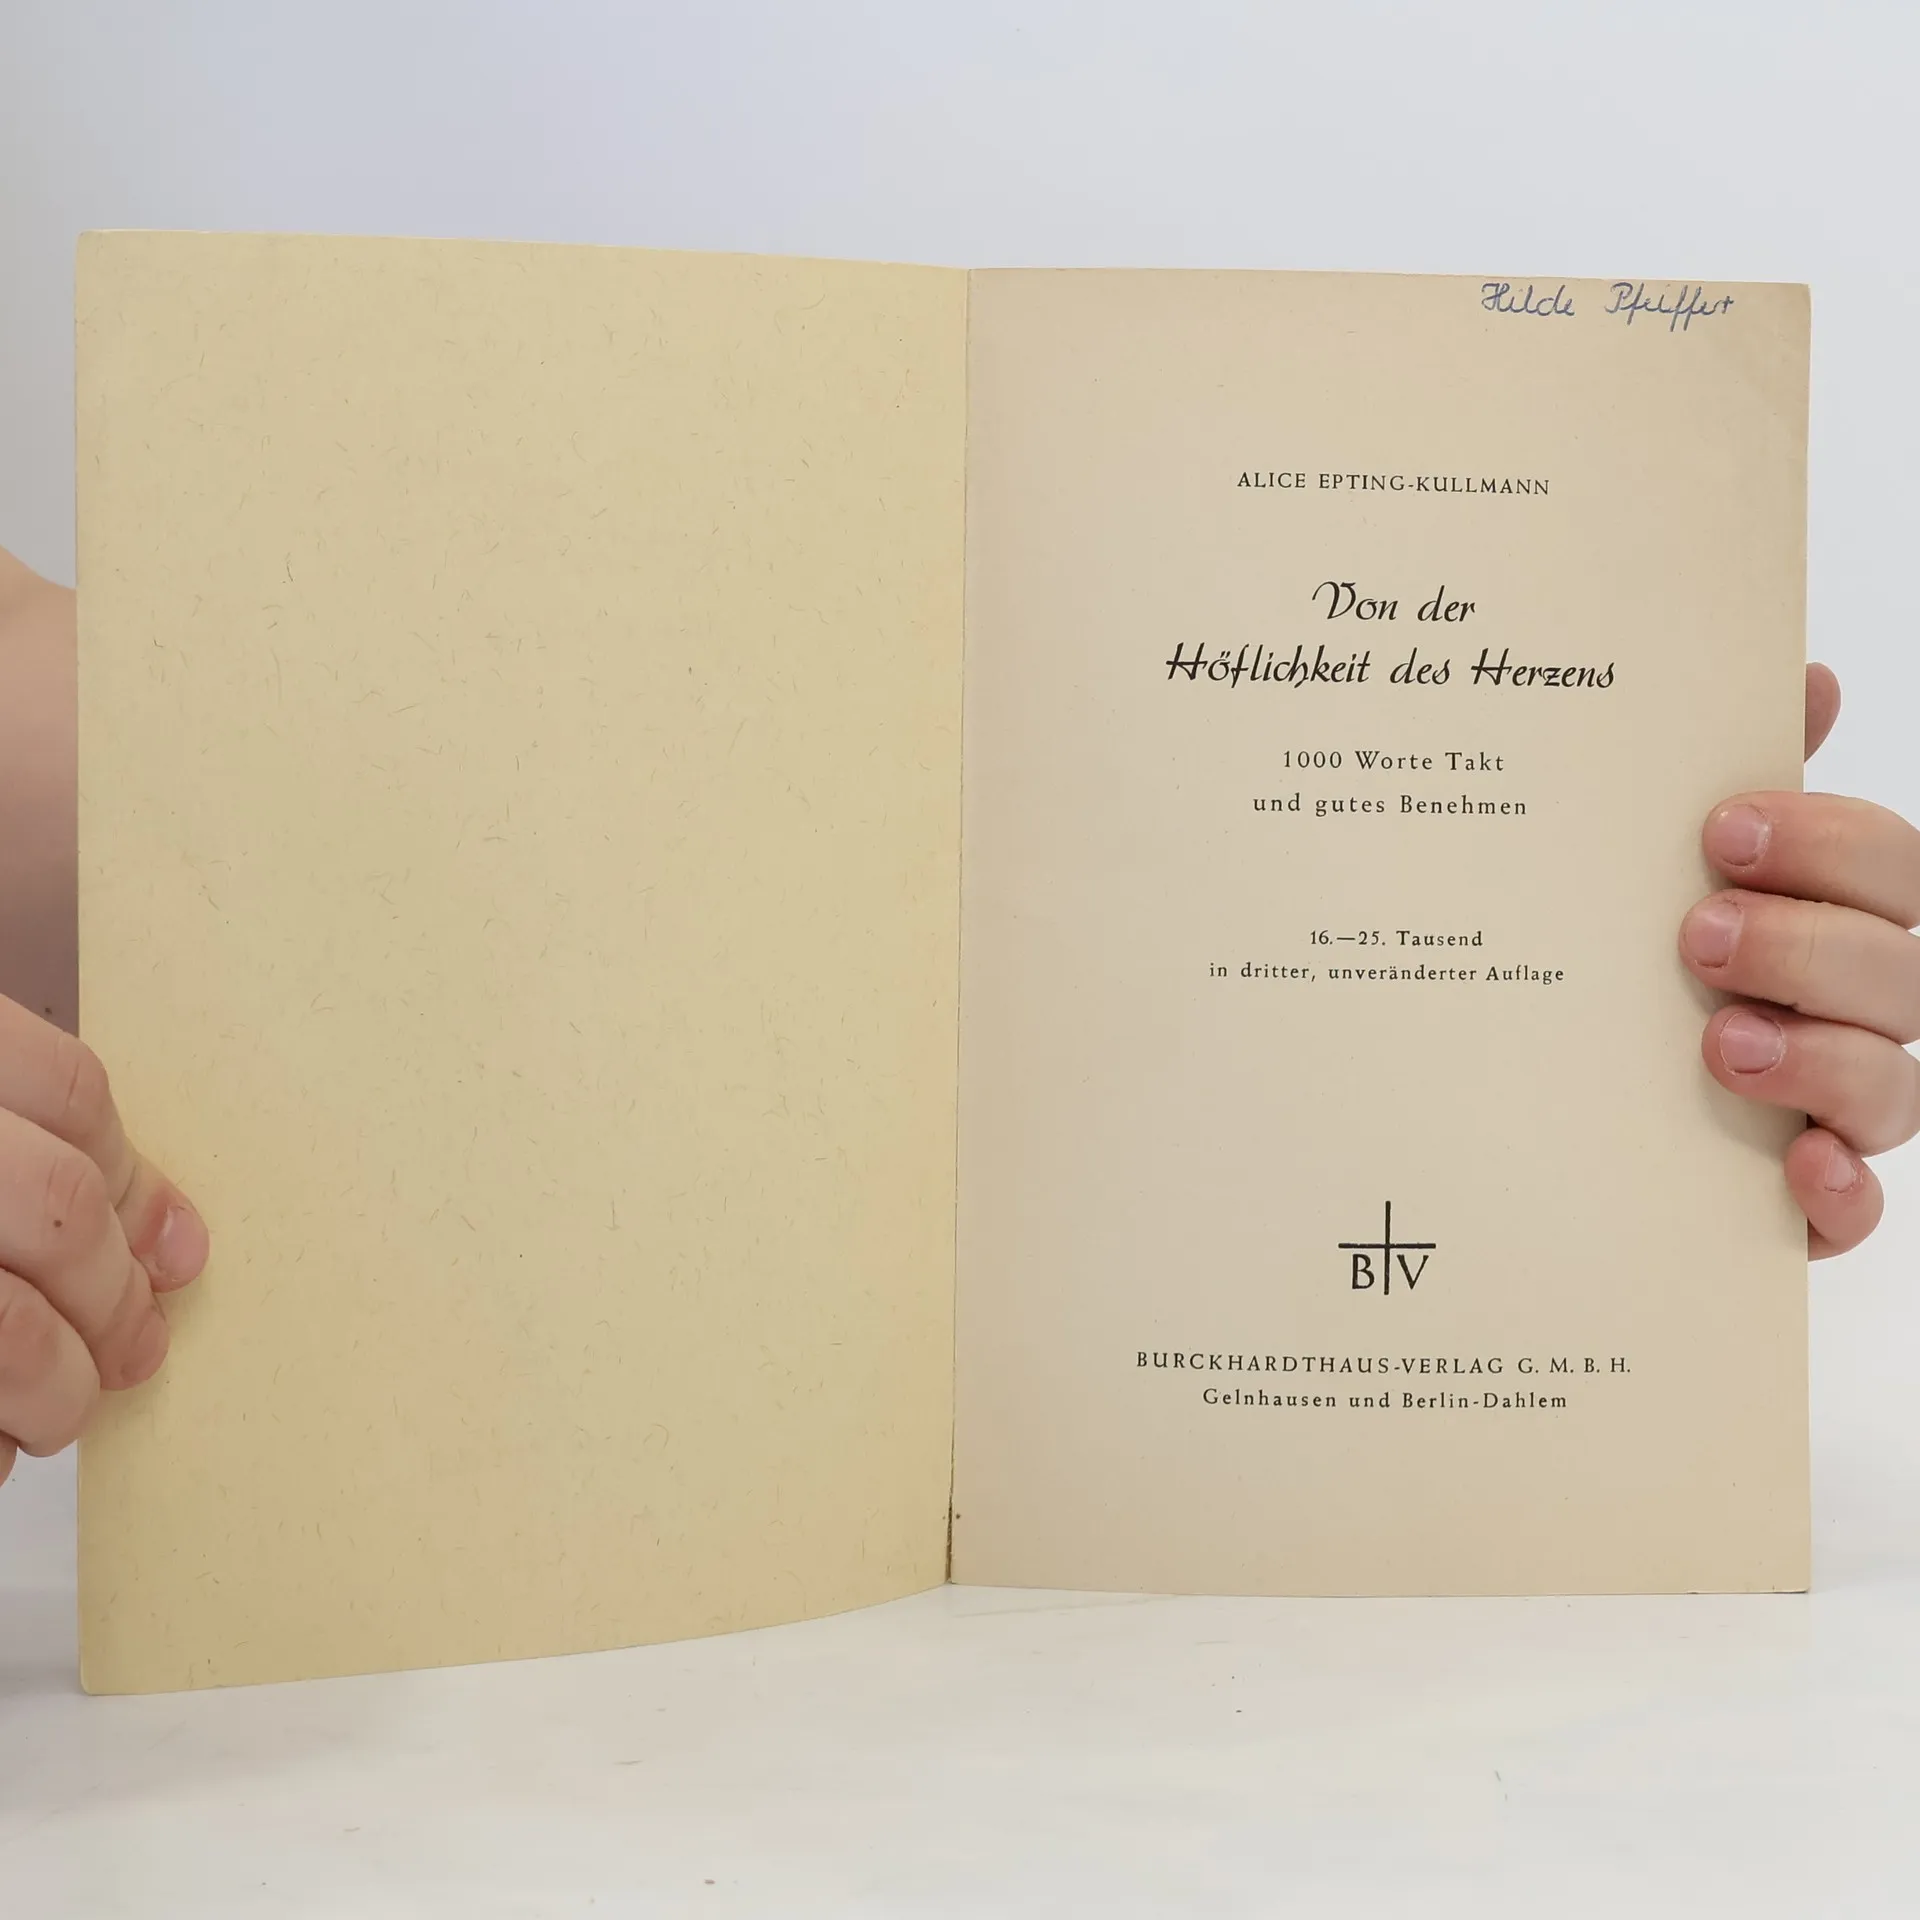 Hilde Pfeiffer
ALICE EPTING-KULLMANN
Von der
Höflichkeit des Herzens
1000 Worte Takt
und gutes Benehmen
16.—25. Tausend
in dritter, unveränderter Auflage
B V
BURCKHARDTHAUS-VERLAG G. M. B. H.
Gelnhausen und Berlin-Dahlem